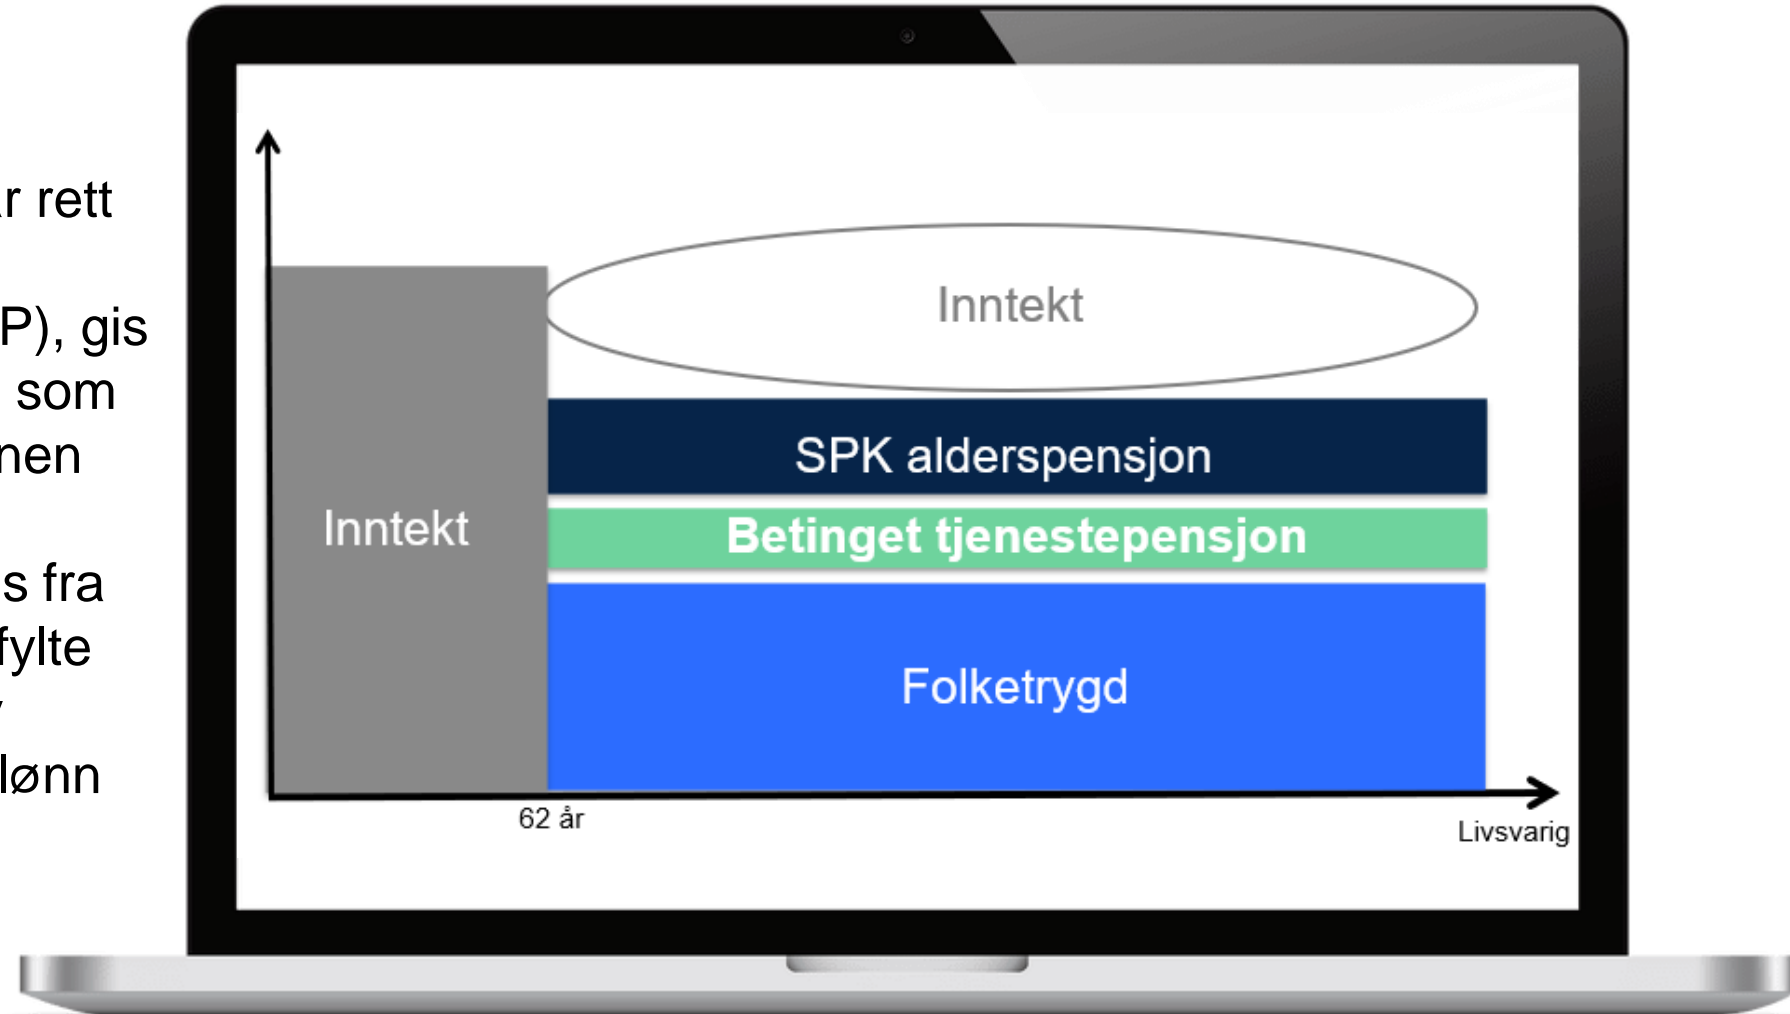 r rett
P), gis
som
nen
s fra
fylte
lønn
Inntekt
Inntekt
SPK alderspensjon
Betinget tjenestepensjon
Folketrygd
62 år
Livsvarig